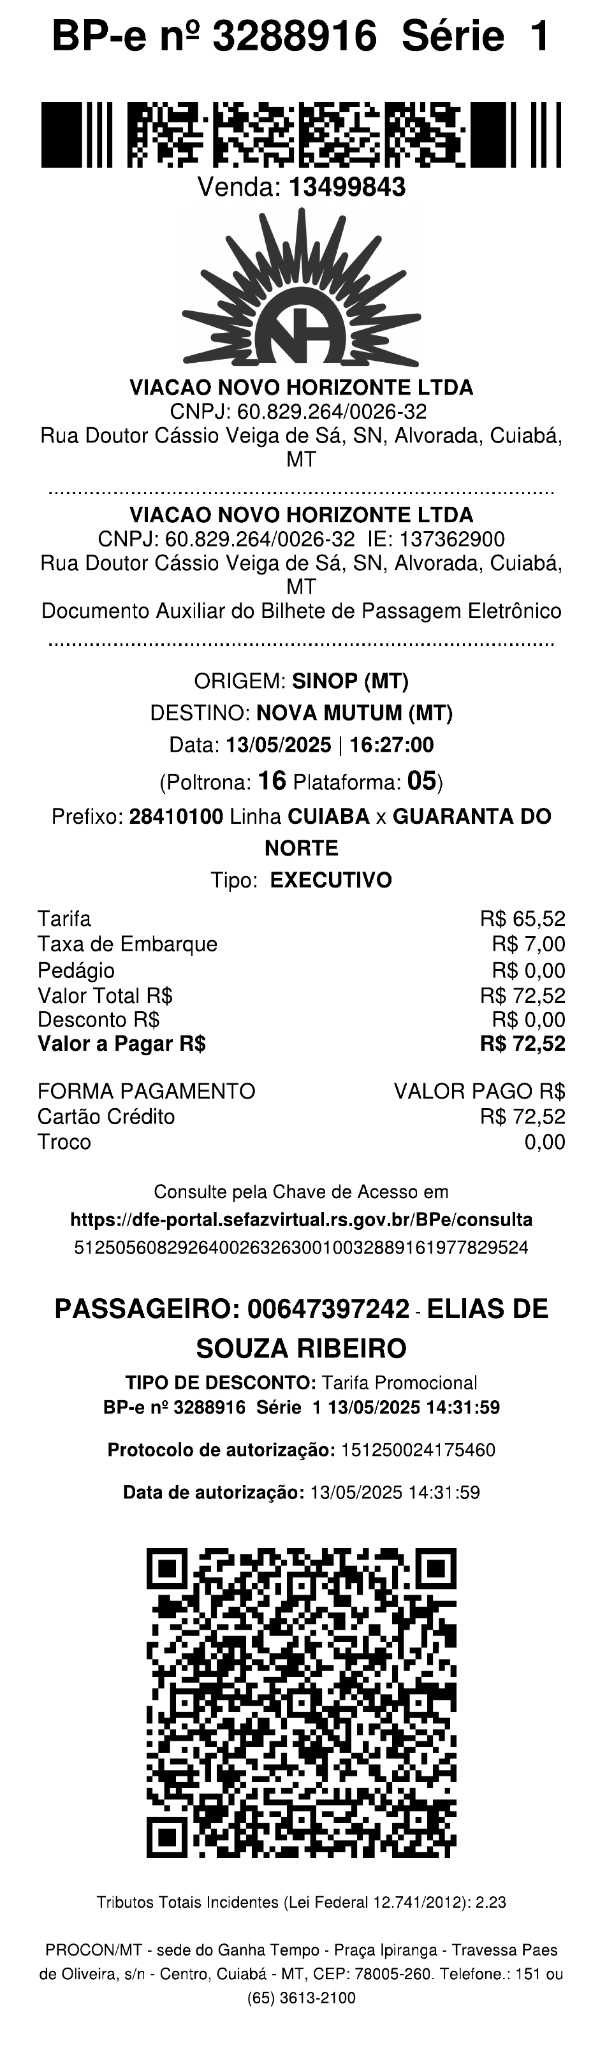 BP-e nº 3288916 Série 1
Venda: 13499843
NH
VIACAO NOVO HORIZONTE LTDA
CNPJ: 60.829.264/0026-32
Rua Doutor Cássio Veiga de Sá, SN, Alvorada, Cuiabá,
MT
VIACAO NOVO HORIZONTE LTDA
CNPJ: 60.829.264/0026-32 IE: 137362900
Rua Doutor Cássio Veiga de Sá, SN, Alvorada, Cuiabá,
MT
Documento Auxiliar do Bilhete de Passagem Eletrônico
ORIGEM: SINOP (MT)
DESTINO: NOVA MUTUM (MT)
Data: 13/05/2025 | 16:27:00
(Poltrona: 16 Plataforma: 05)
Prefixo: 28410100 Linha CUIABA x GUARANTA DO
NORTE
Tipo: EXECUTIVO
Tarifa R$ 65,52
Taxa de Embarque R$ 7,00
Pedágio R$ 0,00
Valor Total R$ R$ 72,52
Desconto R$ R$ 0,00
Valor a Pagar R$ R$ 72,52
FORMA PAGAMENTO VALOR PAGO R$
Cartão Crédito R$ 72,52
Troco 0,00
Consulte pela Chave de Acesso em
https://dfe-portal.sefazvirtual.rs.gov.br/BPe/consulta
51250560829264002632630010032889161977829524
PASSAGEIRO: 00647397242 - ELIAS DE
SOUZA RIBEIRO
TIPO DE DESCONTO: Tarifa Promocional
BP-e nº 3288916 Série 1 13/05/2025 14:31:59
Protocolo de autorização: 151250024175460
Data de autorização: 13/05/2025 14:31:59
Tributos Totais Incidentes (Lei Federal 12.741/2012): 2.23
PROCON/MT - sede do Ganha Tempo - Praça Ipiranga - Travessa Paes
de Oliveira, s/n - Centro, Cuiabá - MT, CEP: 78005-260. Telefone.: 151 ou
(65) 3613-2100